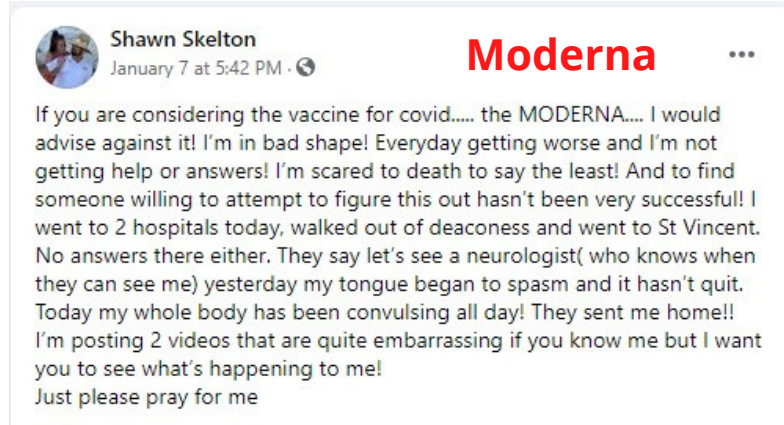 Shawn Skelton
Moderna
January 7 at 5:42 PM ·
If you are considering the vaccine for covid..... the MODERNA.... I would
advise against it! I'm in bad shape! Everyday getting worse and I'm not
getting help or answers! I'm scared to death to say the least! And to find
someone willing to attempt to figure this out hasn't been very successful! I
went to 2 hospitals today, walked out of deaconess and went to St Vincent.
No answers there either. They say let's see a neurologist( who knows when
they can see me) yesterday my tongue began to spasm and it hasn't quit.
Today my whole body has been convulsing all day! They sent me home!!
I'm posting 2 videos that are quite embarrassing if you know me but I want
you to see what's happening to me!
Just please pray for me